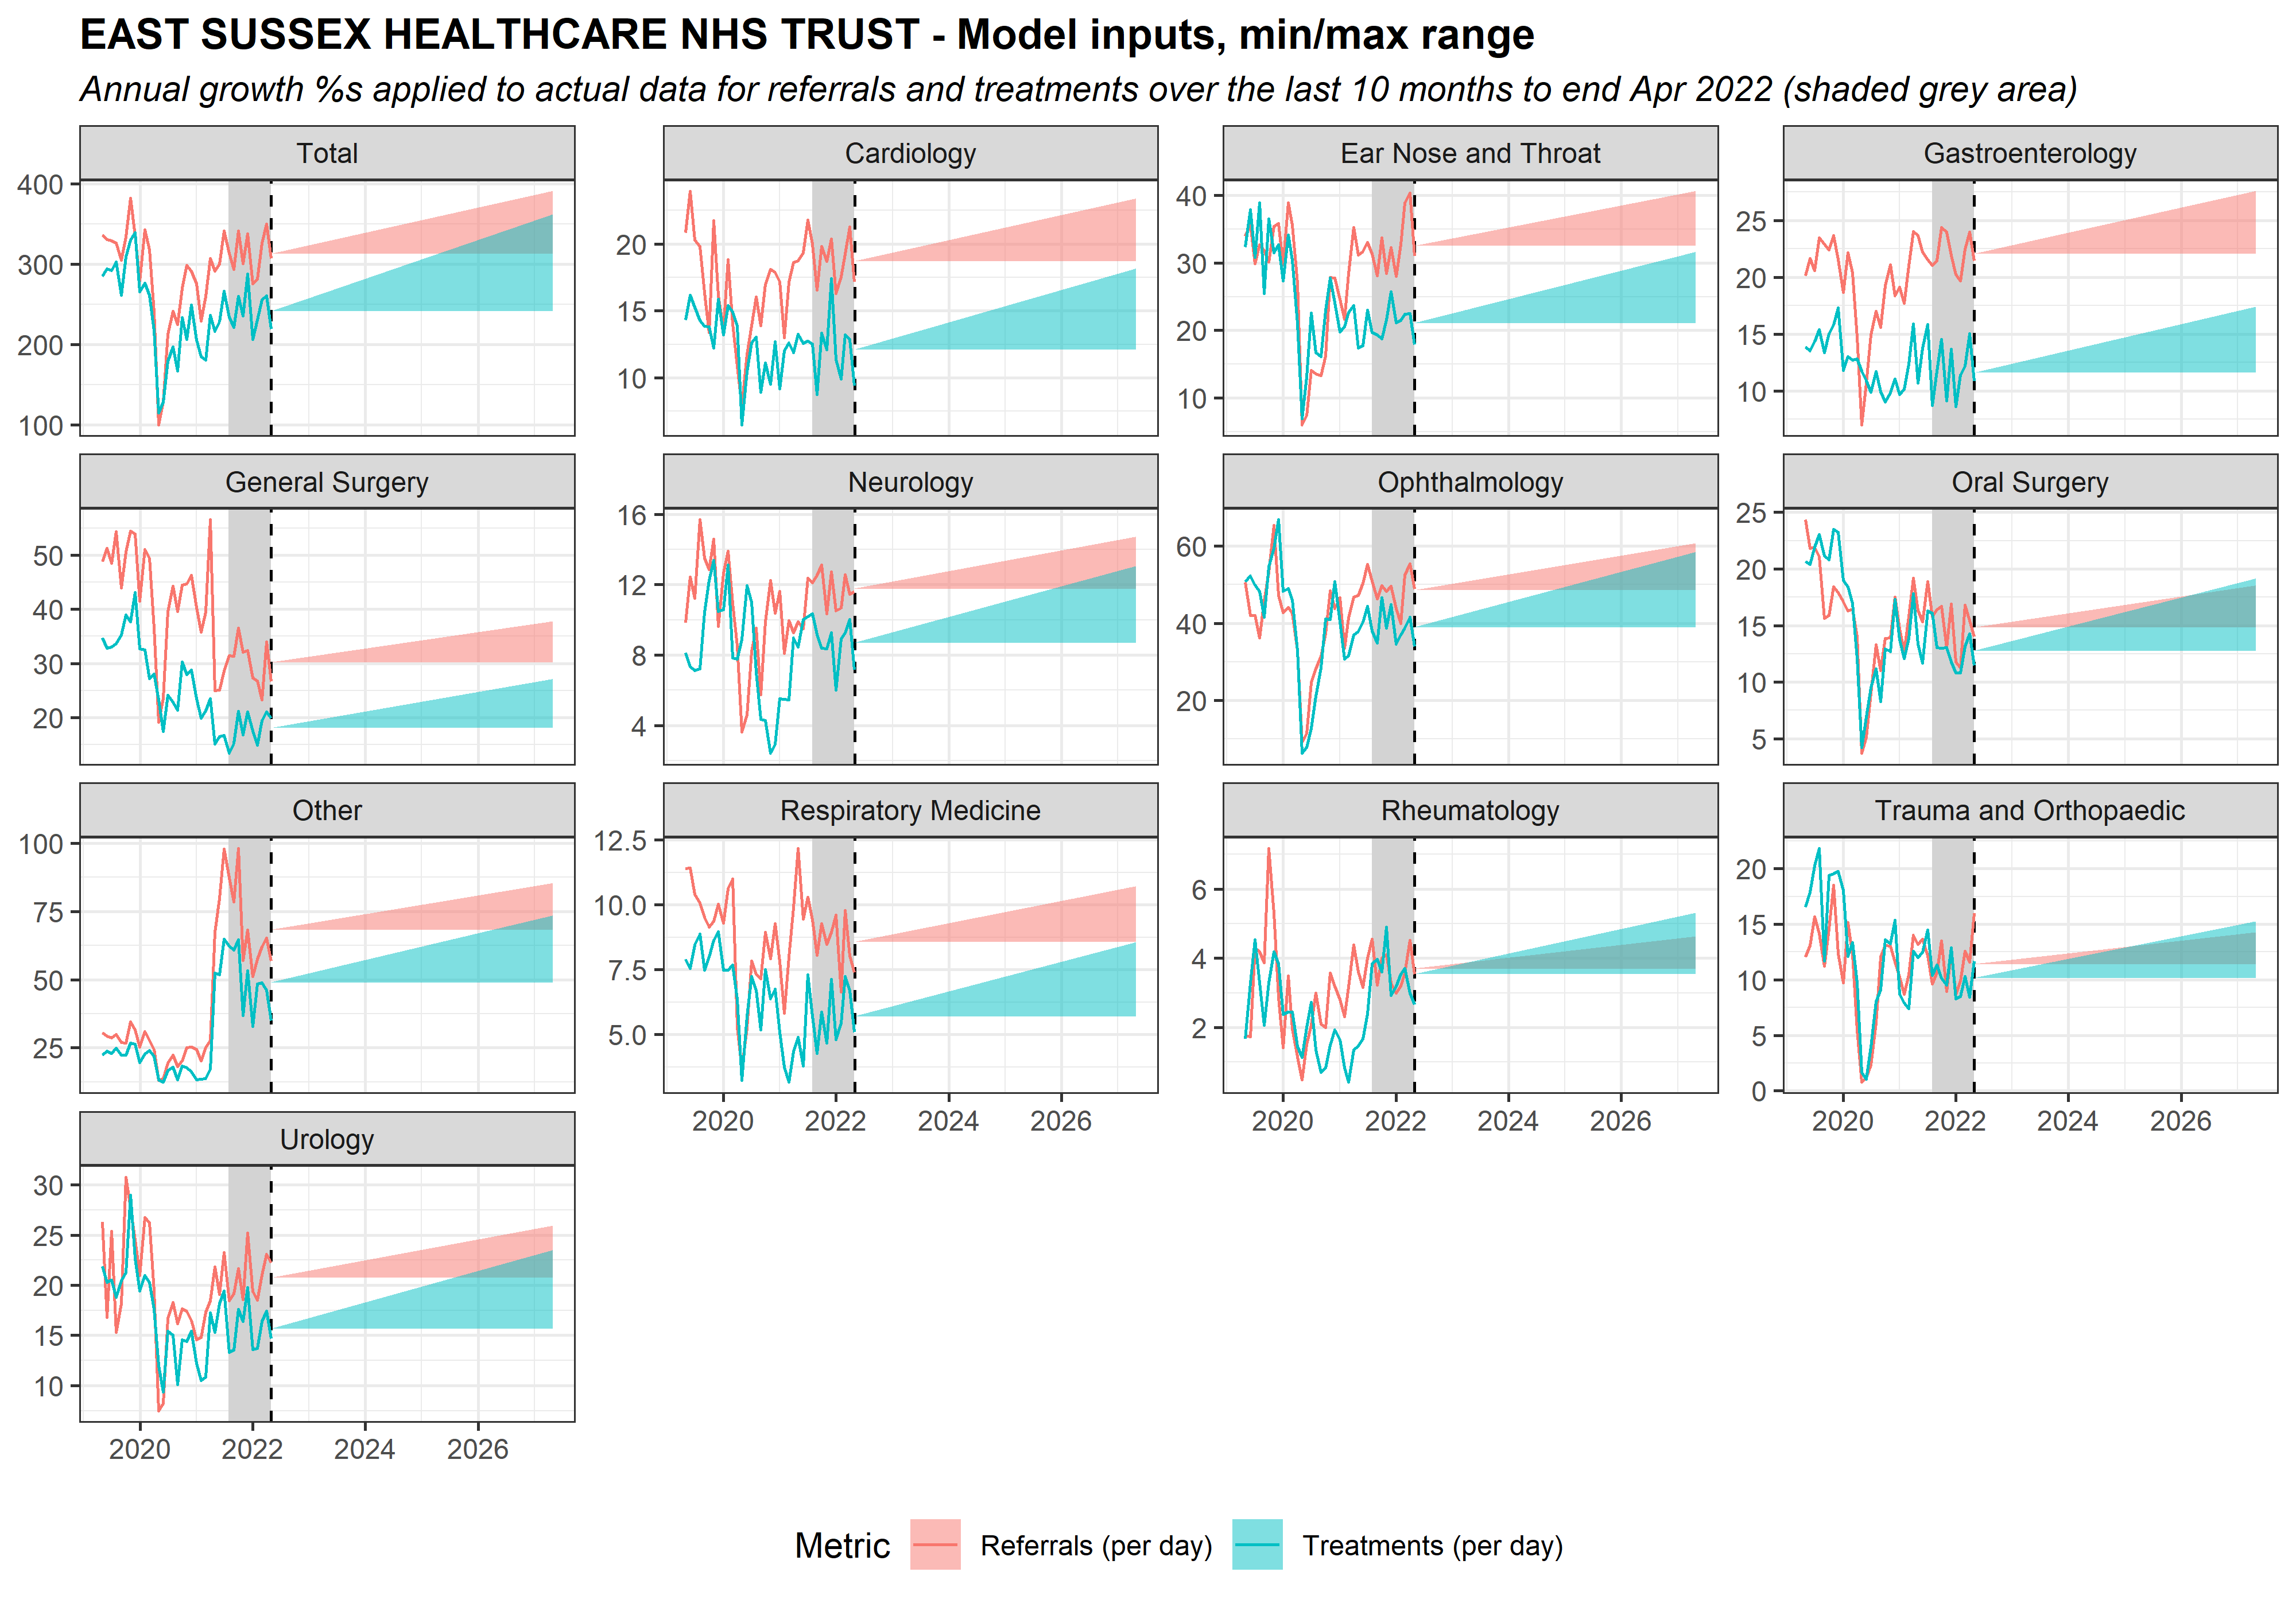 EAST SUSSEX HEALTHCARE NHS TRUST - Model inputs, min/max range
Annual growth %s applied to actual data for referrals and treatments over the last 10 months to end Apr 2022 (shaded grey area)
Total
400
300
200
100
Cardiology
20
15
10
Ear Nose and Throat
40
30
20
10
Gastroenterology
25
20
15
10
General Surgery
50
40
30
20
Neurology
16
12
8
4
Ophthalmology
60
40
20
Oral Surgery
25
20
15
10
5
Other
100
75
50
25
Respiratory Medicine
12.5
10.0
7.5
5.0
2020 2022 2024 2026
Rheumatology
6
4
2
2020 2022 2024 2026
Trauma and Orthopaedic
20
15
10
5
0
2020 2022 2024 2026
Urology
30
25
20
15
10
2020 2022 2024 2026
Metric Referrals (per day) Treatments (per day)